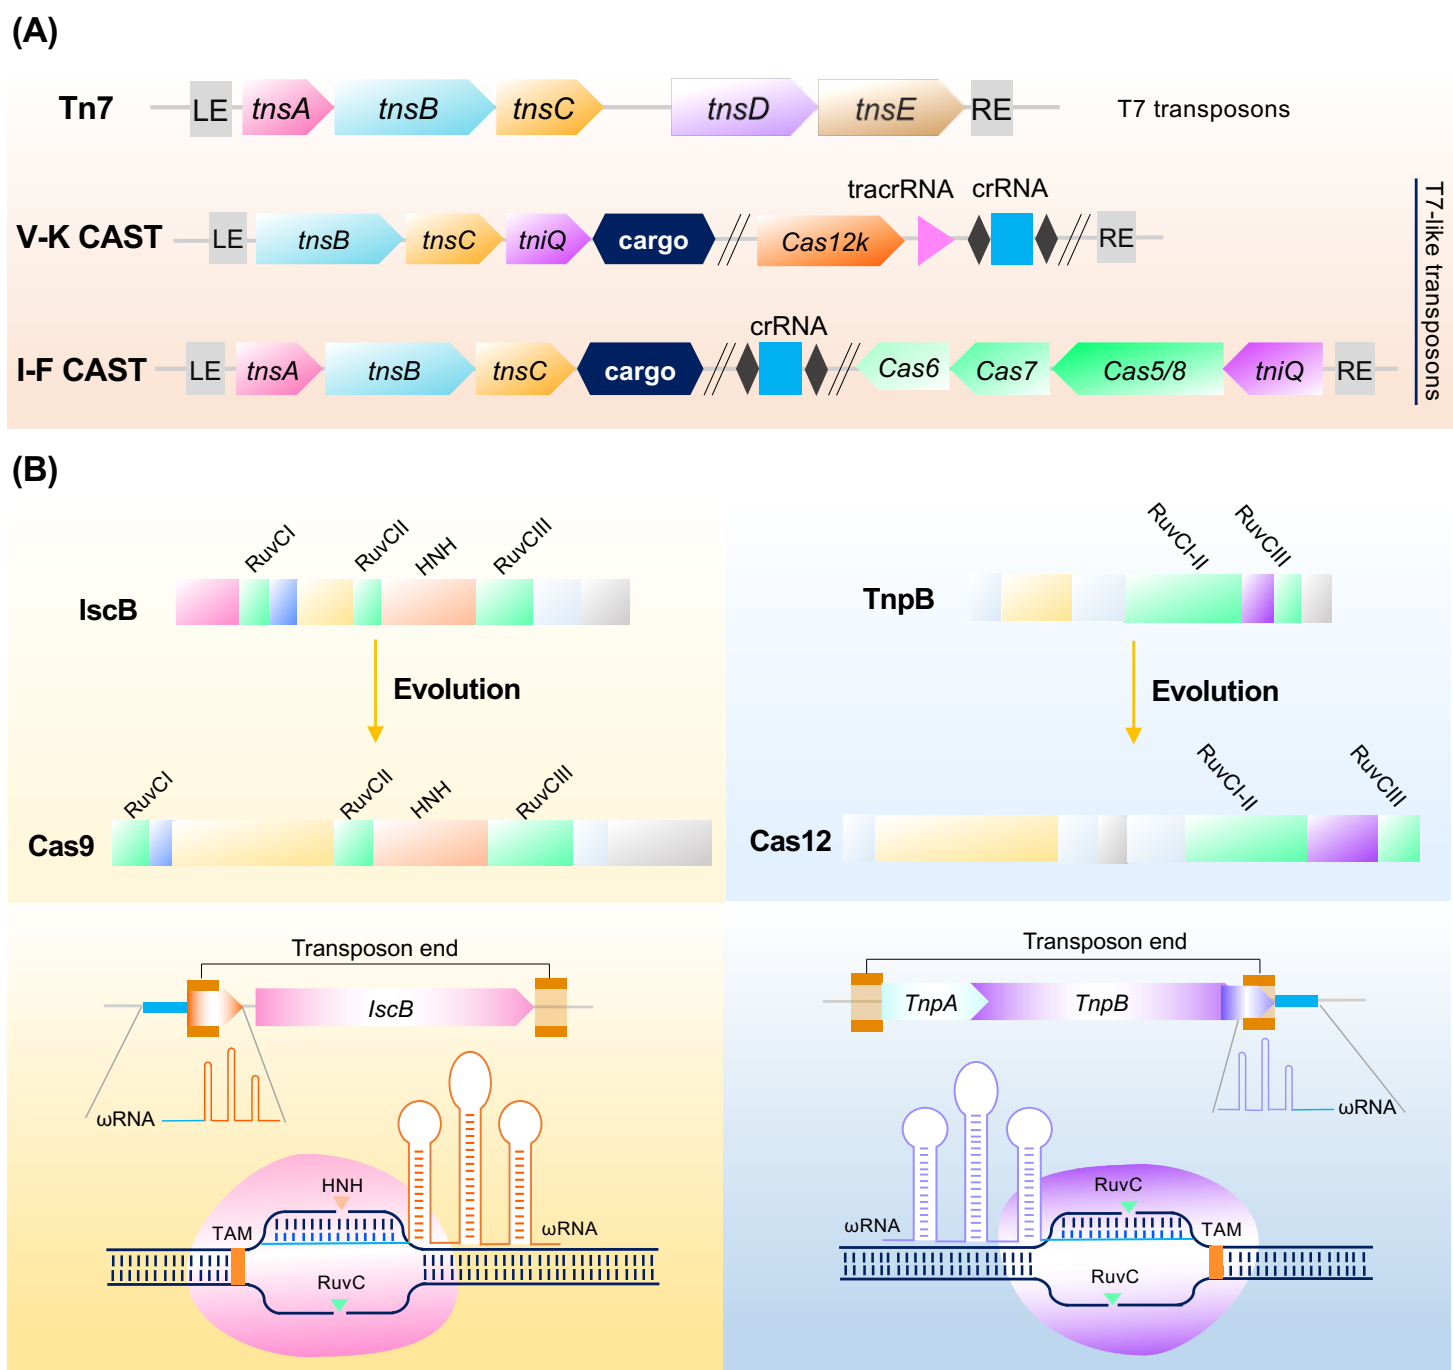 (A)
Tn7
LE
tnsA
tnsB
tnsC
tnsD
tnsE
RE
T7 transposons
tracrRNA
crRNA
V-K CAST
LE
tnsB
tnsC
tniQ
cargo
Cas12k
RE
T7-like transposons
crRNA
I-F CAST
LE
tnsA
tnsB
tnsC
cargo
Cas6
Cas7
Cas5/8
tniQ
RE
(B)
RuvCI
RuvCII
HNH
RuvCIII
IscB
Evolution
RuvCI
RuvCII
HNH
RuvCIII
Cas9
RuvCI-II
RuvCIII
TnpB
Evolution
RuvCI-II
RuvCIII
Cas12
Transposon end
IscB
ωRNA
HNH
TAM
ωRNA
RuvC
Transposon end
TnpA
TnpB
ωRNA
RuvC
ωRNA
TAM
RuvC